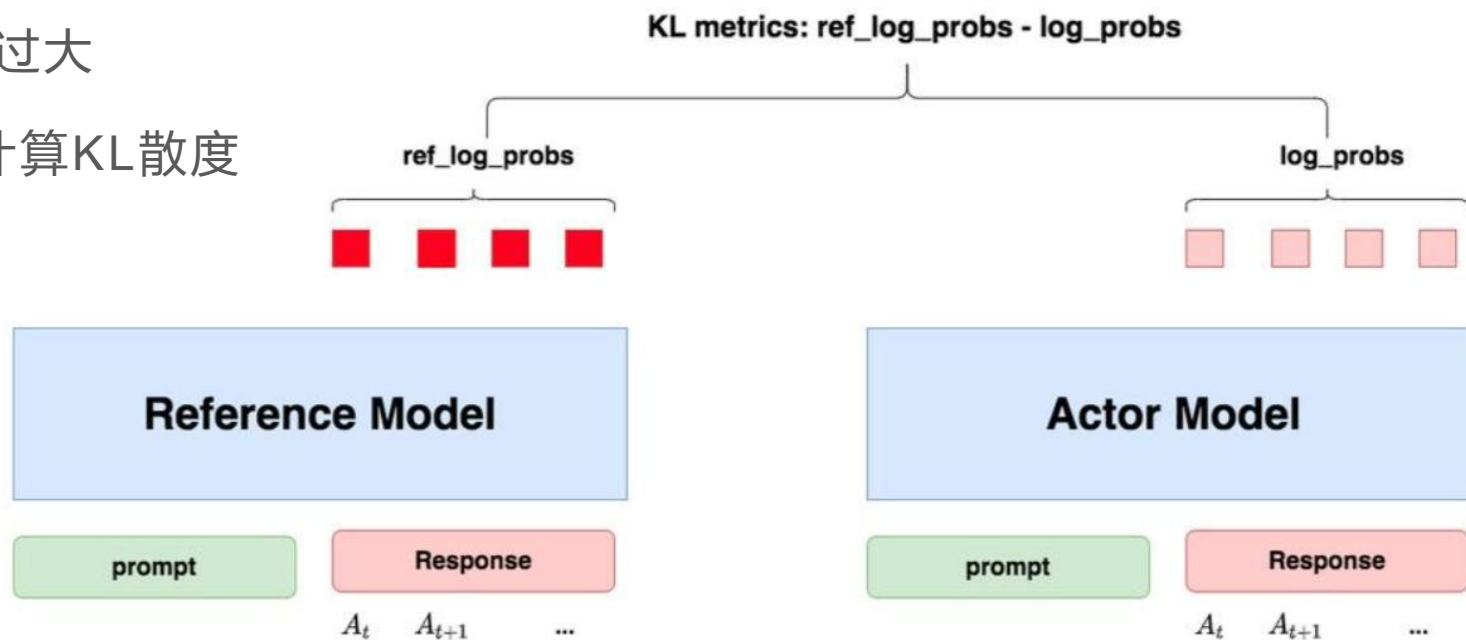 过大
KL metrics: ref_log_probs - log_probs
计算KL散度
ref_log_probs
log_probs
Reference Model
Actor Model
prompt
Response
prompt
Response
A_t A_{t+1} ...
A_t A_{t+1} ...